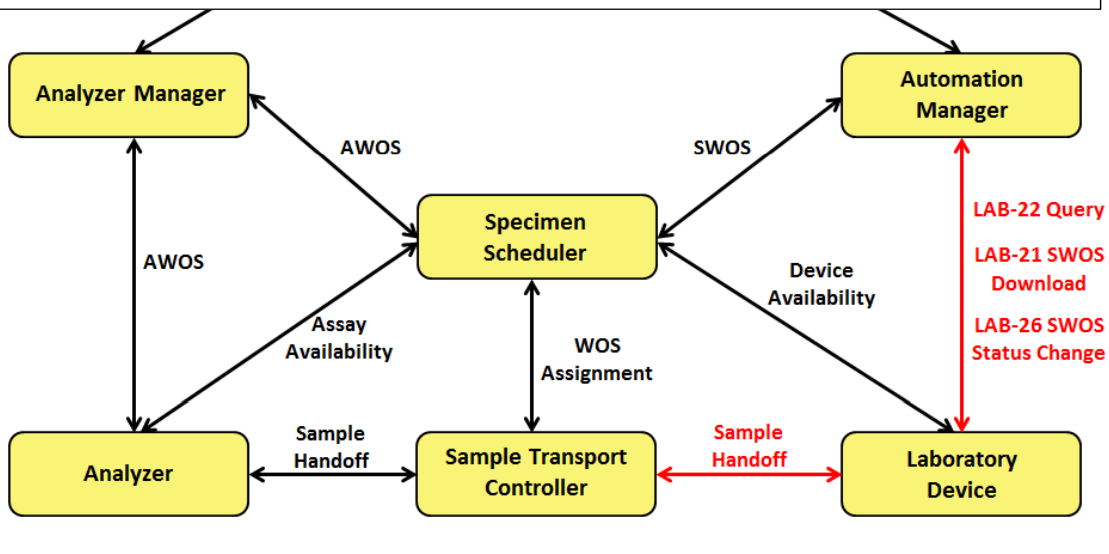 Analyzer Manager
Automation
Manager
AWOS
SWOS
LAB-22 Query
Specimen
Scheduler
LAB-21 SWOS
Download
AWOS
Device
Availability
Assay
Availability
LAB-26 SWOS
Status Change
WOS
Assignment
Sample
Handoff
Sample
Handoff
Analyzer
Sample Transport
Controller
Laboratory
Device